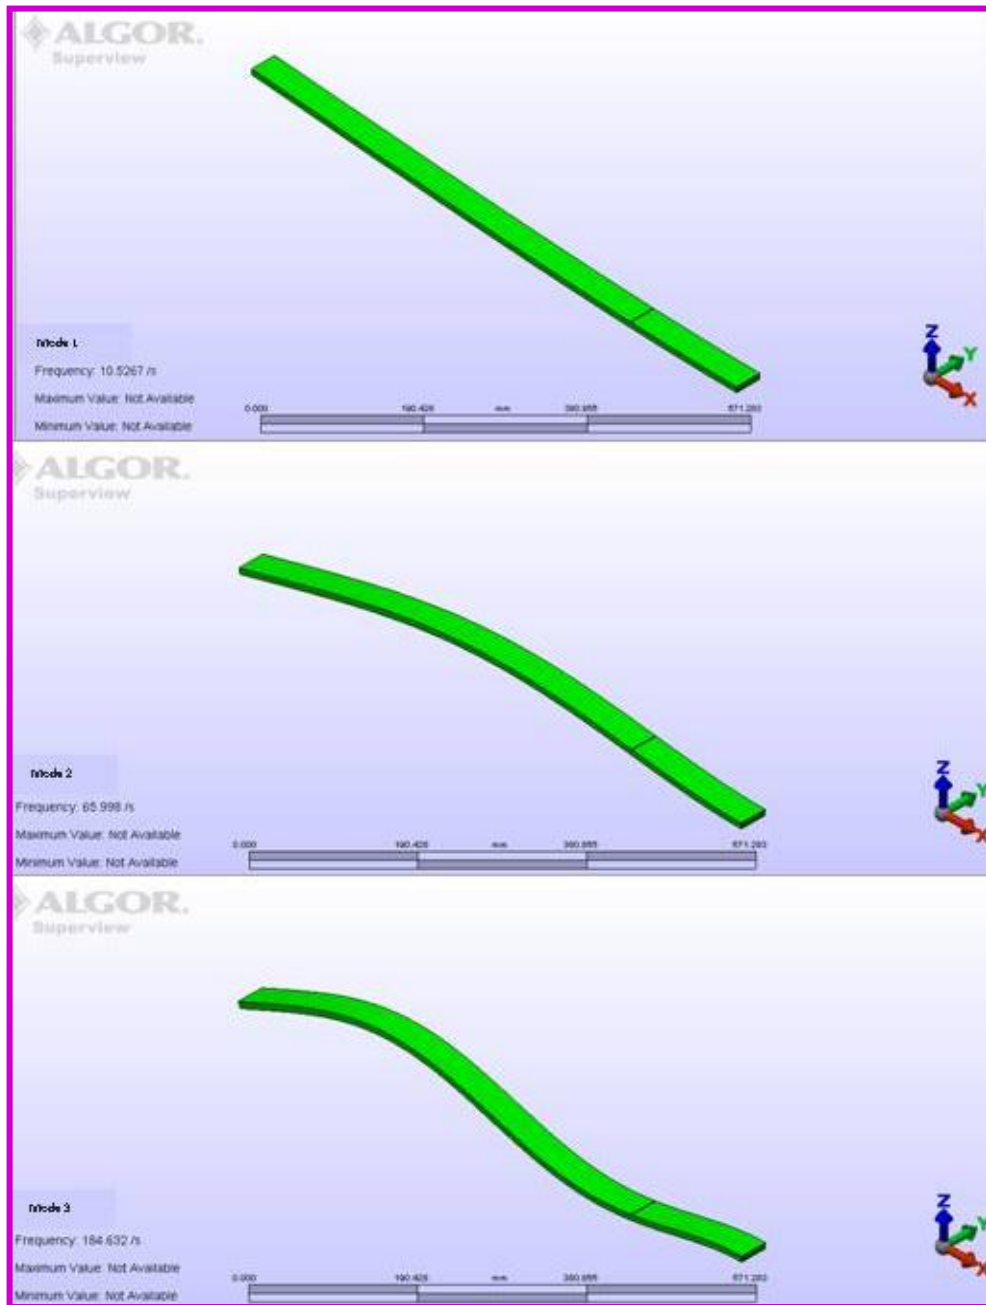 ALGOR.
Superview
Mode 1
Frequency: 10.5267 /s
Maximum Value: Not Available
Minimum Value: Not Available
0.000 190.428 mm 380.855 571.283
Z
Y
X
ALGOR.
Superview
Mode 2
Frequency: 65.998 /s
Maximum Value: Not Available
Minimum Value: Not Available
0.000 190.428 mm 380.855 571.283
Z
Y
X
ALGOR.
Superview
Mode 3
Frequency: 184.632 /s
Maximum Value: Not Available
Minimum Value: Not Available
0.000 190.428 mm 380.855 571.283
Z
Y
X